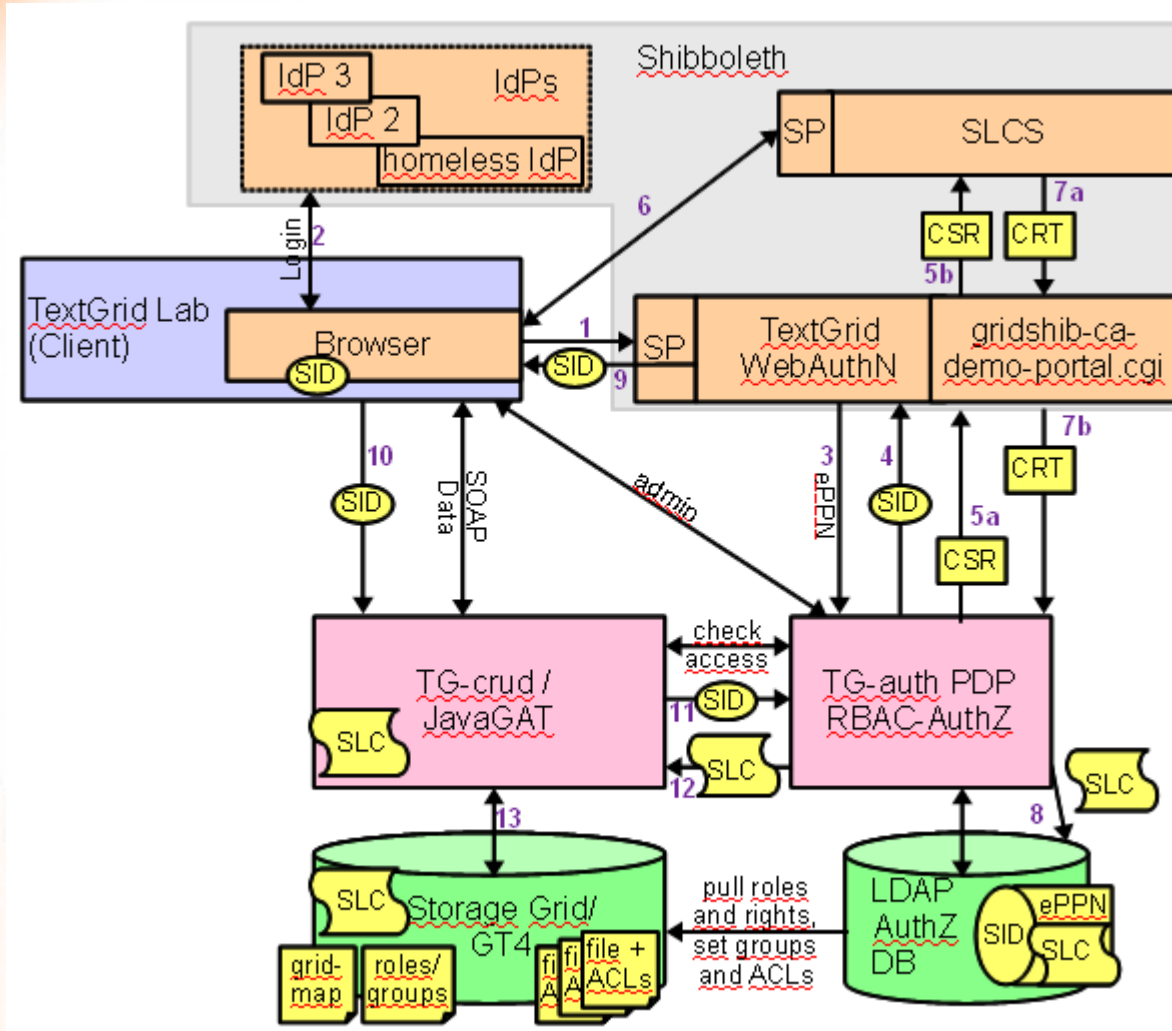 Shibboleth
IdP 3
IdPs
IdP 2
homeless IdP
SP
SLCS
2
Login
6
7a
CSR
CRT
5b
TextGrid Lab
(Client)
Browser
SID
1
SID
9
SP
TextGrid
WebAuthN
gridshib-ca-
demo-portal.cgi
10
SID
SOAP
Data
admin
3
ePPN
4
SID
5a
CSR
7b
CRT
TG-crud /
JavaGAT
SLC
check
access
11
SID
12
SLC
TG-auth PDP
RBAC-AuthZ
SLC
13
8
SLC
Storage Grid/
GT4
grid-
map
roles/
groups
fi
A
fi
A
file +
ACLs
pull roles
and rights,
set groups
and ACLs
LDAP
AuthZ
DB
SID
ePPN
SLC